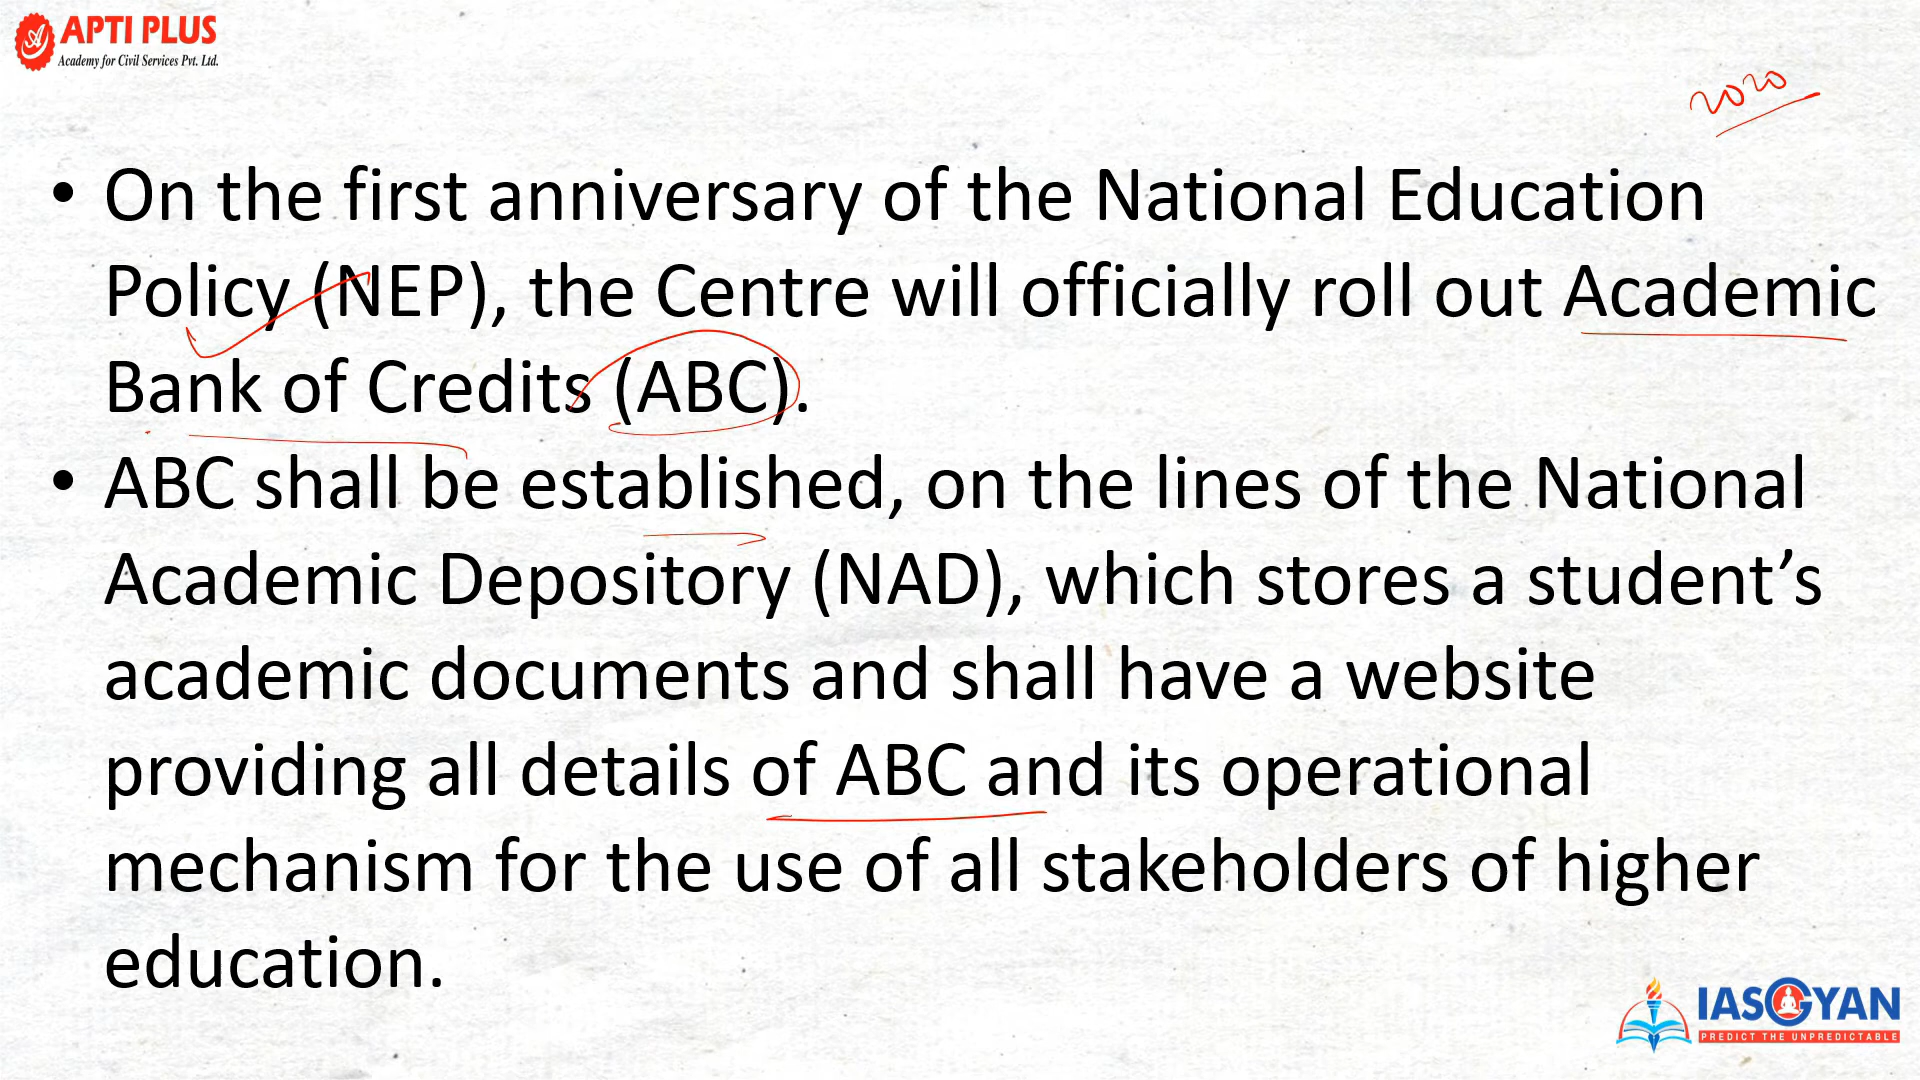 APTI PLUS
Academy for Civil Services Pvt. Ltd.
2020
• On the first anniversary of the National Education
Policy (NEP), the Centre will officially roll out Academic
Bank of Credits (ABC).
• ABC shall be established, on the lines of the National
Academic Depository (NAD), which stores a student’s
academic documents and shall have a website
providing all details of ABC and its operational
mechanism for the use of all stakeholders of higher
education.
IASGYAN
PREDICT THE UNPREDICTABLE